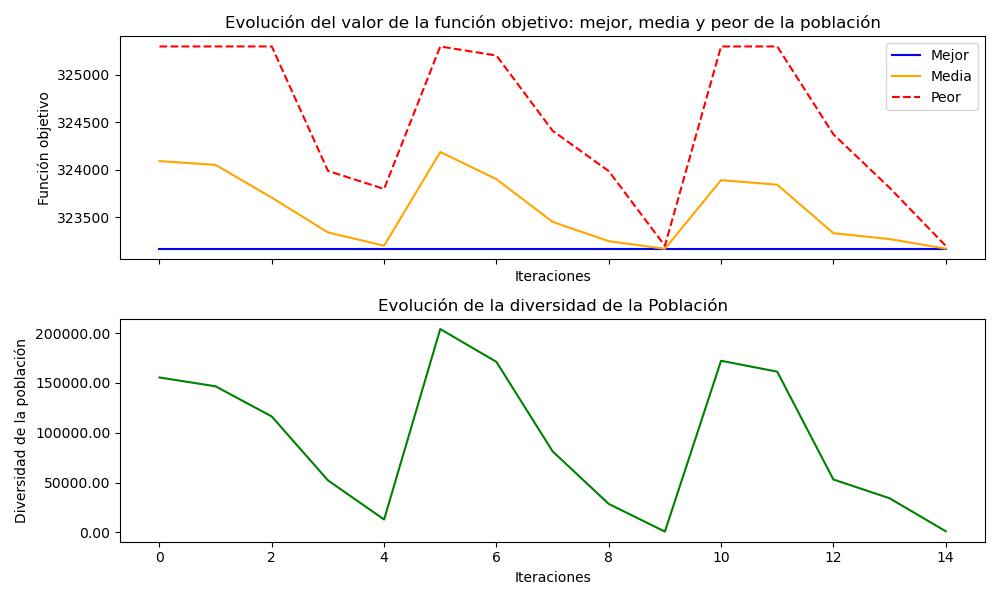 Evolución del valor de la función objetivo: mejor, media y peor de la población
Función objetivo
325000
324500
324000
323500
Mejor
Media
Peor
Iteraciones
Evolución de la diversidad de la Población
Diversidad de la población
200000.00
150000.00
100000.00
50000.00
0.00
0 2 4 6 8 10 12 14
Iteraciones